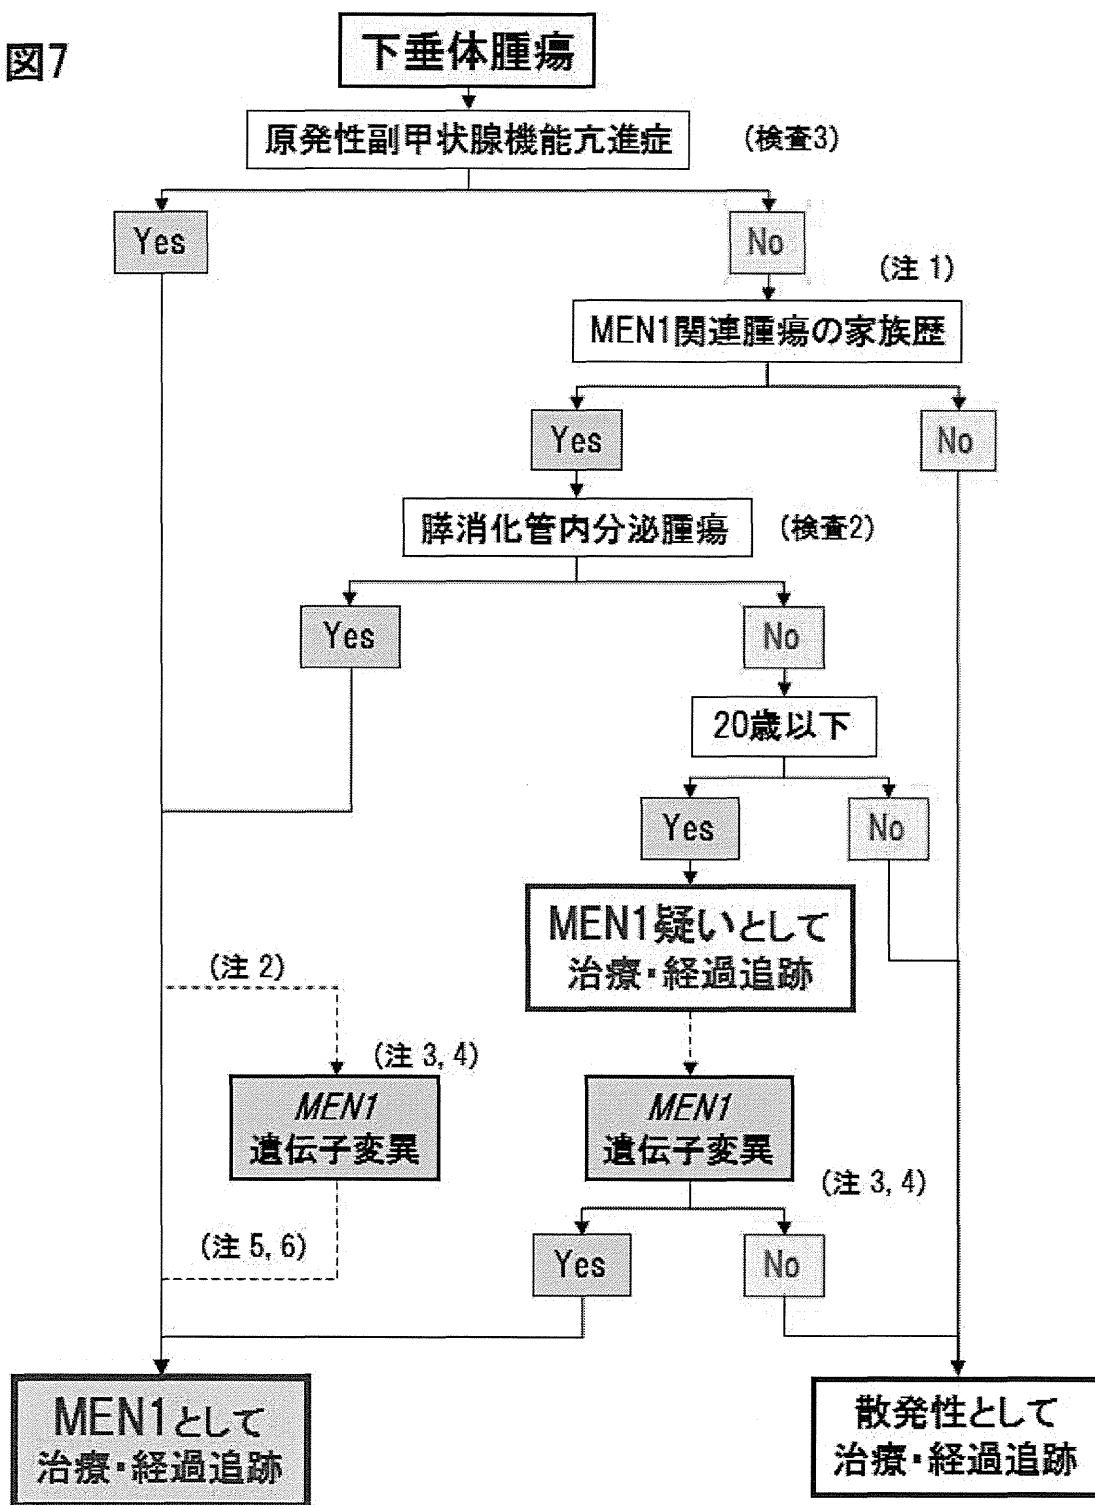 図7
下垂体腫瘍
原発性副甲状腺機能亢進症
(検査3)
Yes
No
(注 1)
MEN1関連腫瘍の家族歴
Yes
No
膵消化管内分泌腫瘍
(検査2)
Yes
No
20歳以下
Yes
No
MEN1疑いとして
治療・経過追跡
(注 2)
(注 3, 4)
MEN1
遺伝子変異
MEN1
遺伝子変異
(注 3, 4)
(注 5, 6)
Yes
No
MEN1として
治療・経過追跡
散発性として
治療・経過追跡